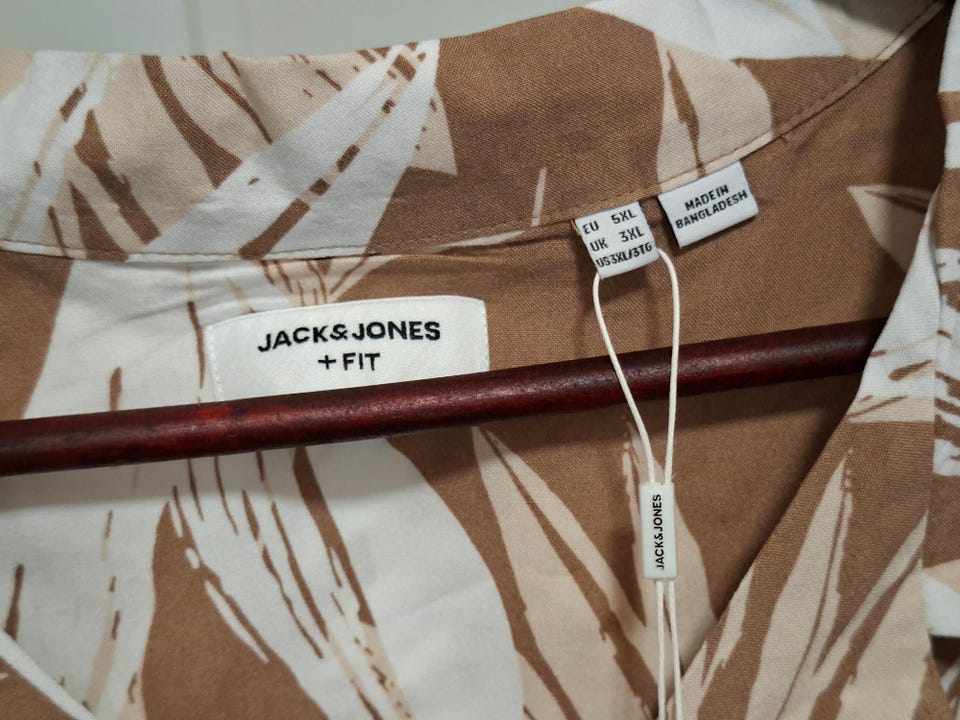 JACK&JONES
+FIT
EU 5XL
UK 3XL
US3XL/3TG
MADE IN
BANGLADESH
JACK&JONES